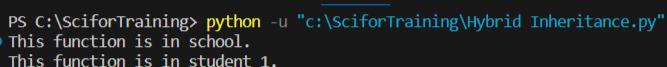 PS C:\SciforTraining> python -u "c:\SciforTraining\Hybrid Inheritance.py"
This function is in school.
This function is in student 1.